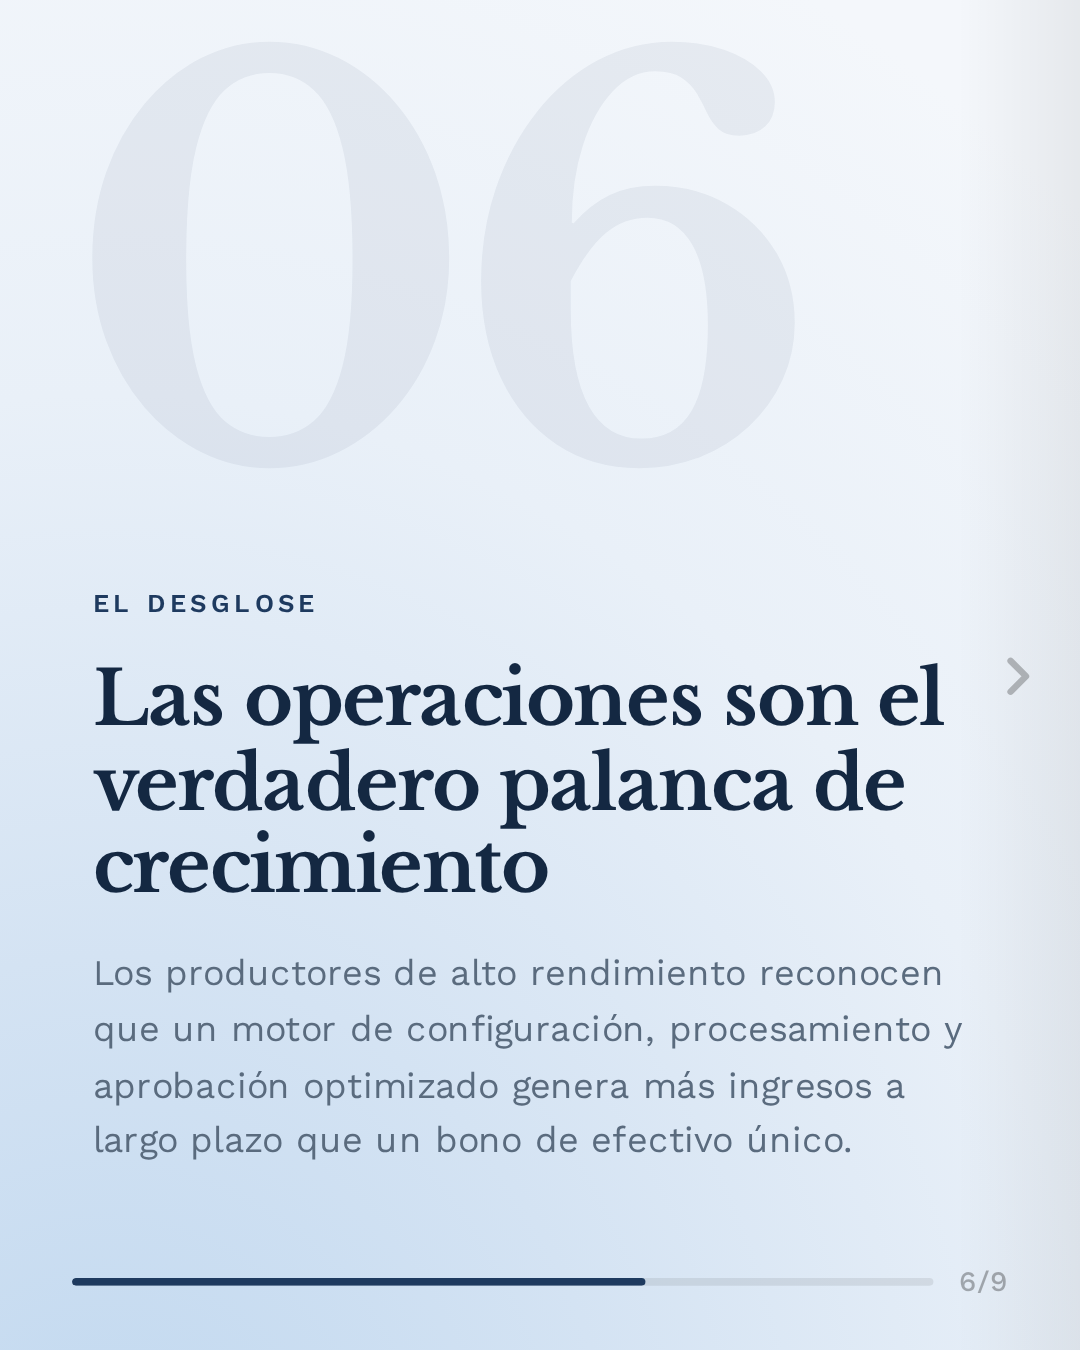 06
EL DESGLOSE
Las operaciones son el
verdadero palanca de
crecimiento
Los productores de alto rendimiento reconocen
que un motor de configuración, procesamiento y
aprobación optimizado genera más ingresos a
largo plazo que un bono de efectivo único.
6/9